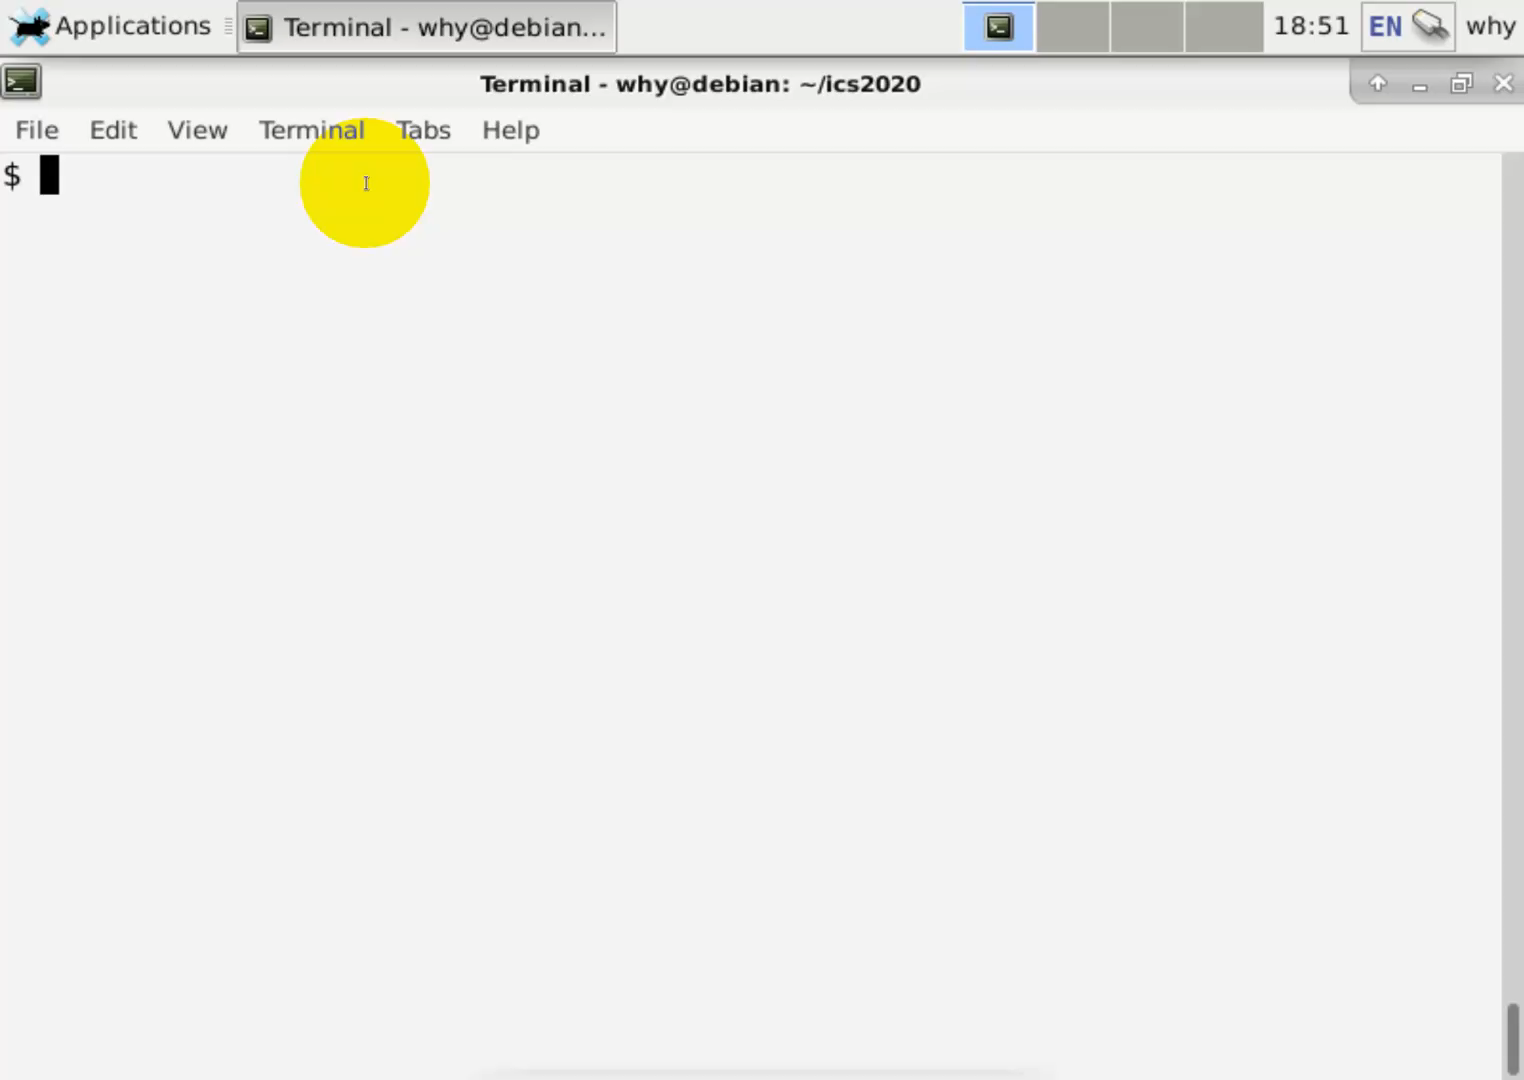 Applications Terminal - why@debian... 18:51 EN why
Terminal - why@debian: ~/ics2020
File Edit View Terminal Tabs Help
$